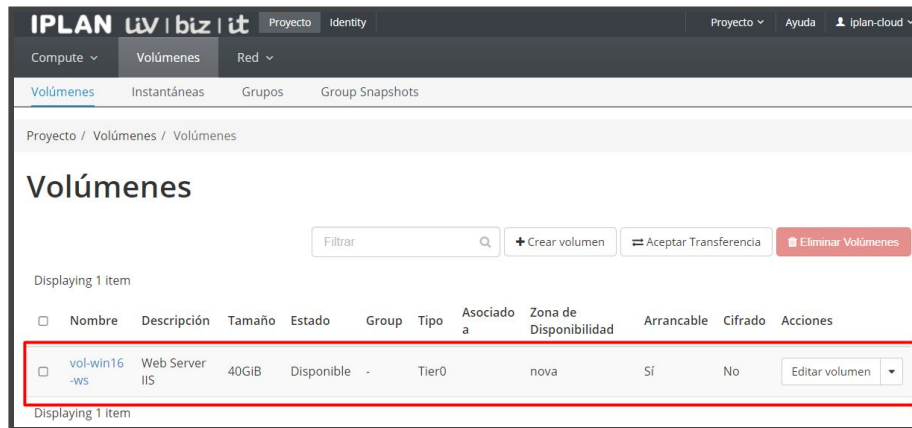 IPLAN LiV | biz | it Proyecto Identity Proyecto Ayuda iplan-cloud
Compute Volúmenes Red
Volúmenes Instantáneas Grupos Group Snapshots
Proyecto / Volúmenes / Volúmenes
Volúmenes
Filtrar Crear volumen Aceptar Transferencia Eliminar Volúmenes
Displaying 1 item
Nombre Descripción Tamaño Estado Group Tipo Asociado a Zona de Disponibilidad Arrancable Cifrado Acciones
vol-win16-ws Web Server IIS 40GiB Disponible - Tier0 nova Sí No Editar volumen
Displaying 1 item